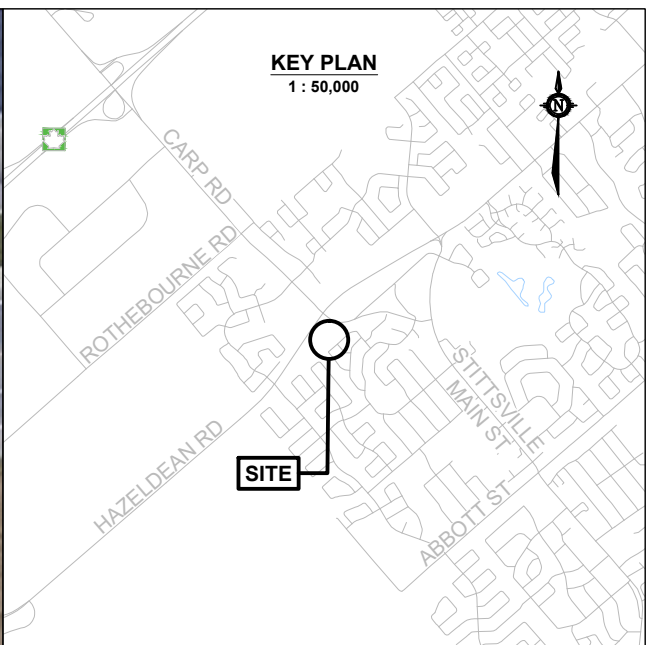 KEY PLAN
1 : 50,000
N
CARP RD
ROTHEBOURNE RD
STITTSVILLE
MAIN ST
HAZELDEAN RD
SITE
ABBOTT ST